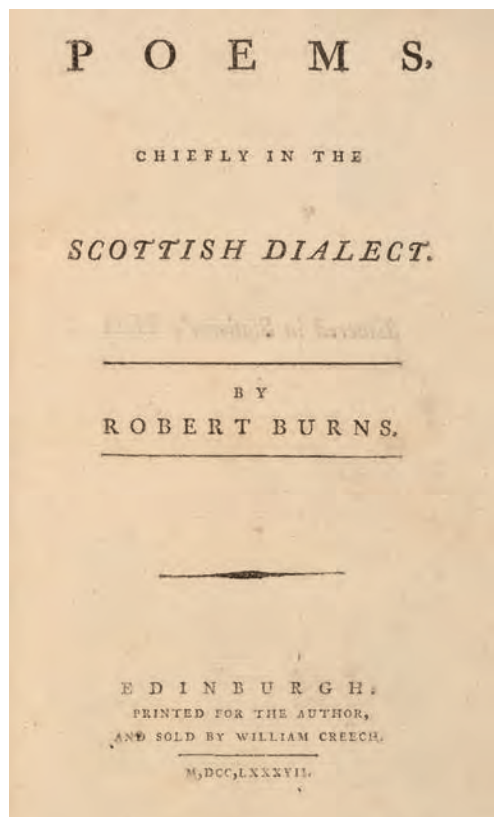 POEMS,
CHIEFLY IN THE
SCOTTISH DIALECT.
BY
ROBERT BURNS.
EDINBURGH:
PRINTED FOR THE AUTHOR,
AND SOLD BY WILLIAM CREECH.
M,DCC,LXXXVII.